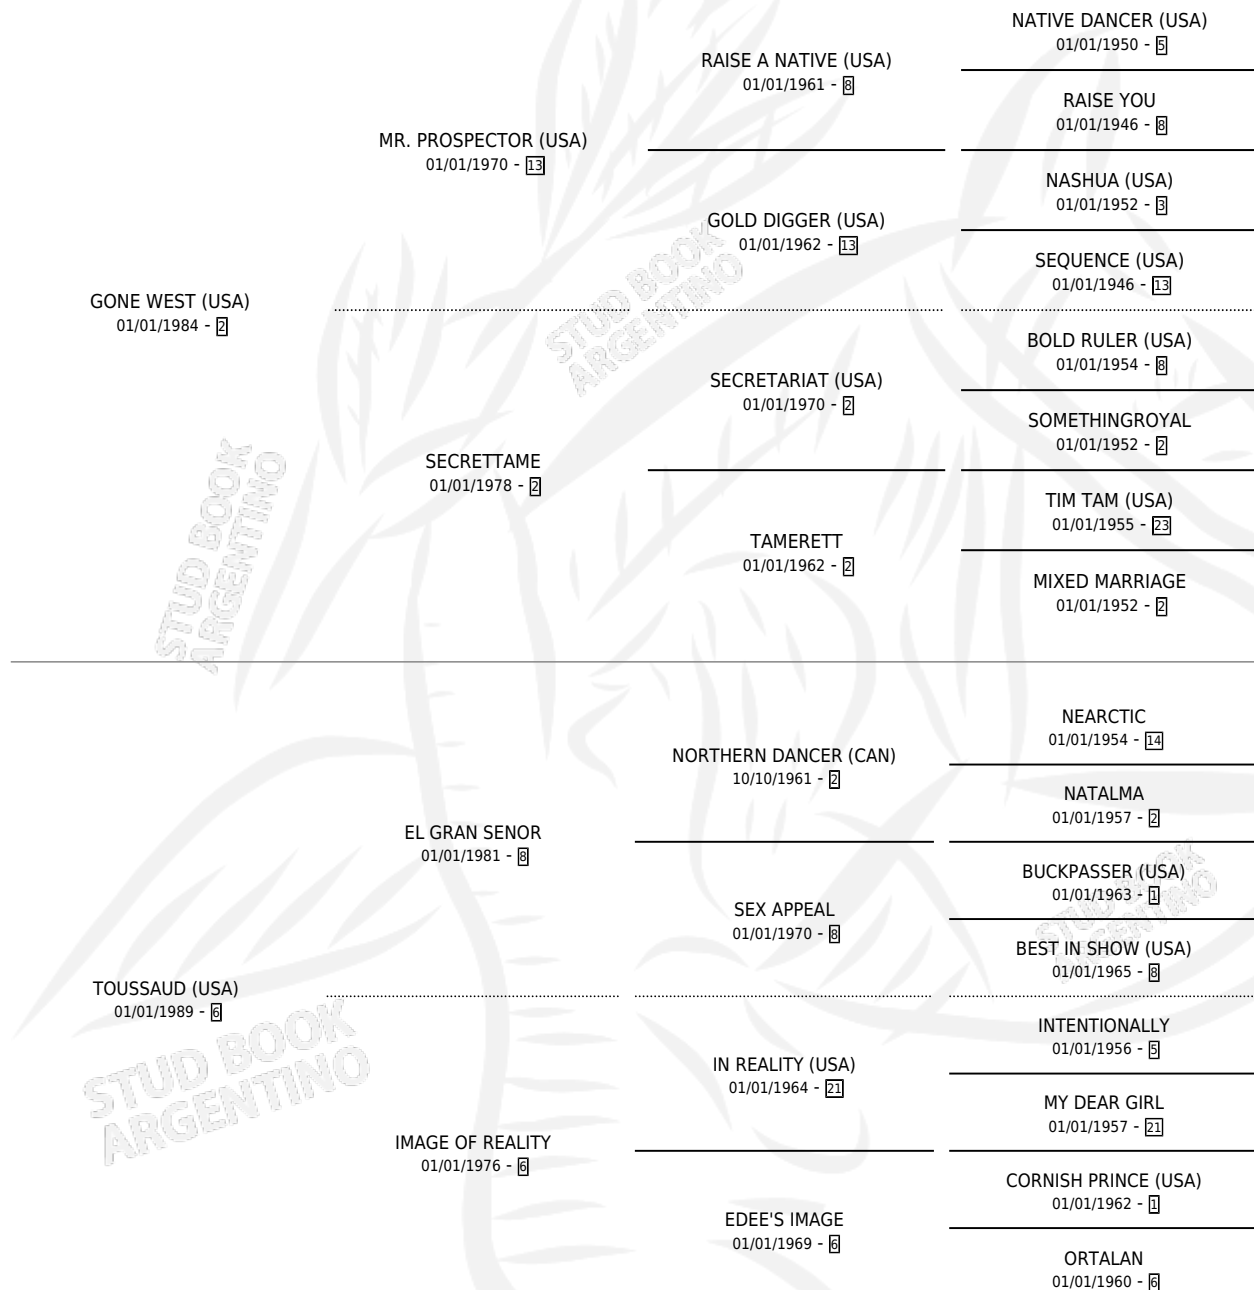 NATIVE DANCER (USA)
01/01/1950 - 5
RAISE A NATIVE (USA)
01/01/1961 - 8
RAISE YOU
01/01/1946 - 8
MR. PROSPECTOR (USA)
01/01/1970 - 13
NASHUA (USA)
01/01/1952 - 3
GOLD DIGGER (USA)
01/01/1962 - 13
SEQUENCE (USA)
01/01/1946 - 13
GONE WEST (USA)
01/01/1984 - 2
BOLD RULER (USA)
01/01/1954 - 8
SECRETARIAT (USA)
01/01/1970 - 2
SOMETHINGROYAL
01/01/1952 - 2
SECRETTAME
01/01/1978 - 2
TIM TAM (USA)
01/01/1955 - 23
TAMERETT
01/01/1962 - 2
MIXED MARRIAGE
01/01/1952 - 2
NEARCTIC
01/01/1954 - 14
NORTHERN DANCER (CAN)
10/10/1961 - 2
NATALMA
01/01/1957 - 2
EL GRAN SENOR
01/01/1981 - 8
BUCKPASSER (USA)
01/01/1963 - 1
SEX APPEAL
01/01/1970 - 8
BEST IN SHOW (USA)
01/01/1965 - 8
TOUSSAUD (USA)
01/01/1989 - 6
INTENTIONALLY
01/01/1956 - 5
IN REALITY (USA)
01/01/1964 - 21
MY DEAR GIRL
01/01/1957 - 21
IMAGE OF REALITY
01/01/1976 - 6
CORNISH PRINCE (USA)
01/01/1962 - 1
EDEE'S IMAGE
01/01/1969 - 6
ORTALAN
01/01/1960 - 6
STUD BOOK
ARGENTINO
STUD BOOK
ARGENTINO
STUD BOOK
ARGENTINO
STUD BOOK
ARGENTINO